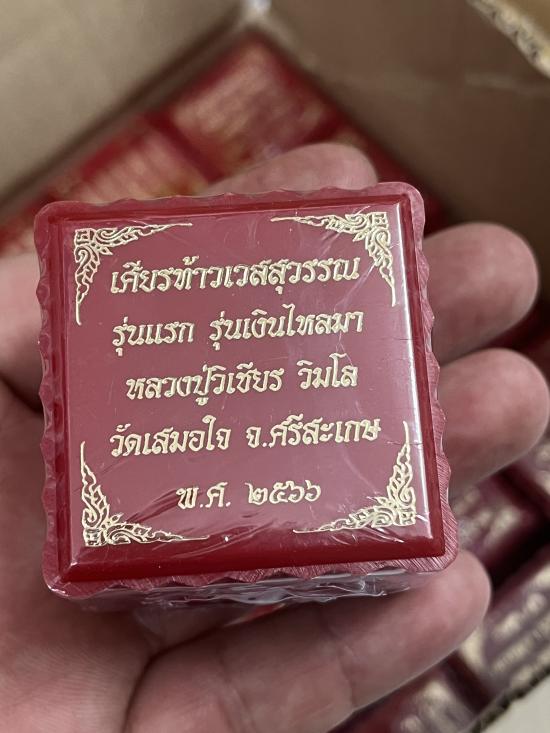 เศียรท้าวเวสสุวรรณ
รุ่นแรก รุ่นเงินไหลมา
หลวงปู่วิเชียร วิมโล
วัดเสมอใจ จ.ศรีสะเกษ
พ.ศ. ๒๕๖๖